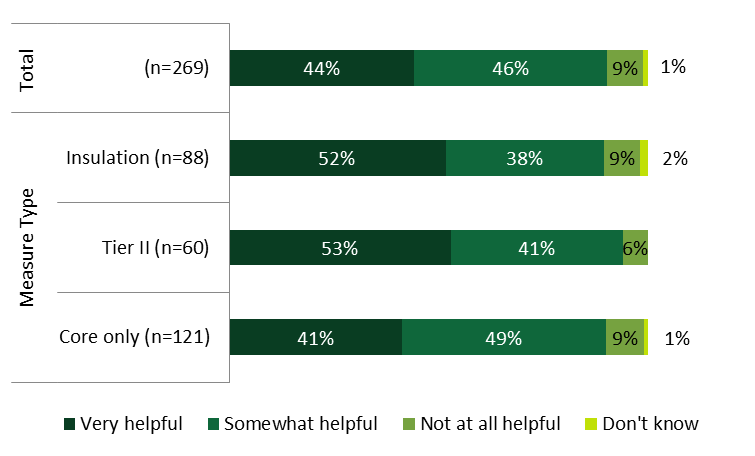 Total
(n=269)
44%
46%
9%
1%
Measure Type
Insulation (n=88)
52%
38%
9%
2%
Tier II (n=60)
53%
41%
6%
Core only (n=121)
41%
49%
9%
1%
Very helpful
Somewhat helpful
Not at all helpful
Don't know